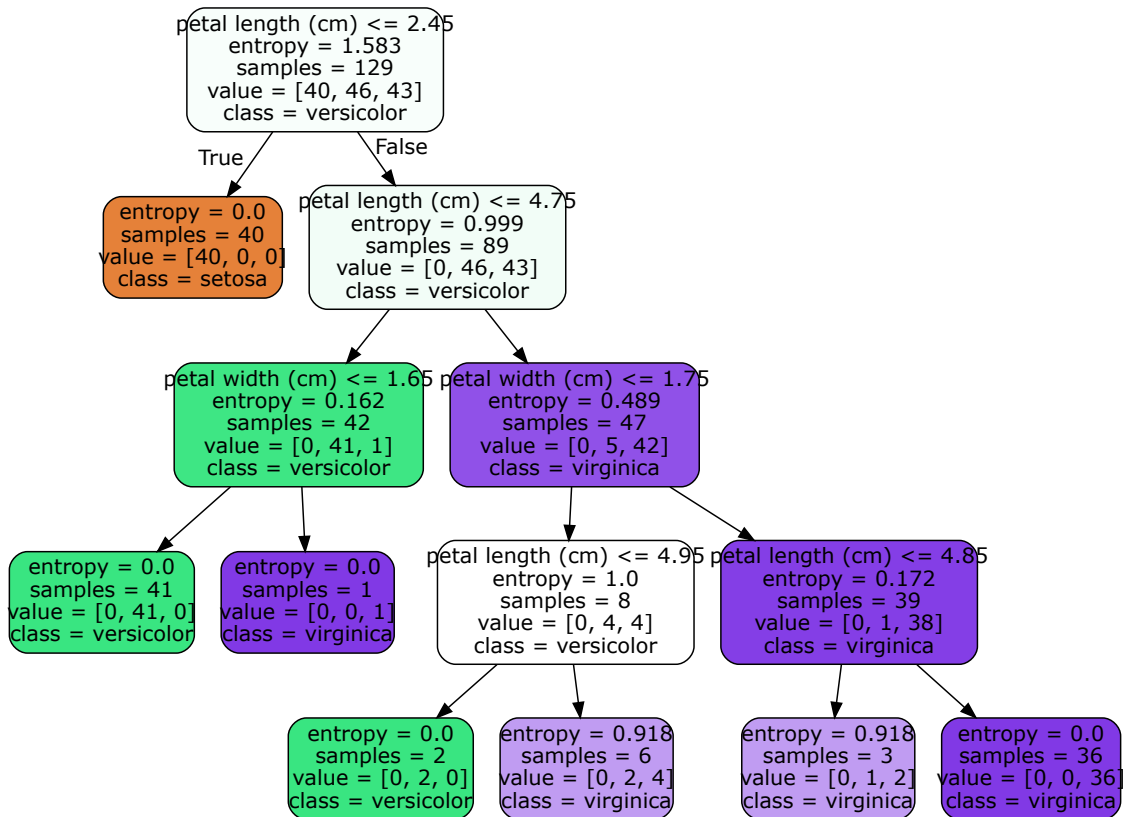 petal length (cm) <= 2.45
entropy = 1.583
samples = 129
value = [40, 46, 43]
class = versicolor
True
False
entropy = 0.0
samples = 40
value = [40, 0, 0]
class = setosa
petal length (cm) <= 4.75
entropy = 0.999
samples = 89
value = [0, 46, 43]
class = versicolor
petal width (cm) <= 1.65
entropy = 0.162
samples = 42
value = [0, 41, 1]
class = versicolor
petal width (cm) <= 1.75
entropy = 0.489
samples = 47
value = [0, 5, 42]
class = virginica
entropy = 0.0
samples = 41
value = [0, 41, 0]
class = versicolor
entropy = 0.0
samples = 1
value = [0, 0, 1]
class = virginica
petal length (cm) <= 4.95
entropy = 1.0
samples = 8
value = [0, 4, 4]
class = versicolor
petal length (cm) <= 4.85
entropy = 0.172
samples = 39
value = [0, 1, 38]
class = virginica
entropy = 0.0
samples = 2
value = [0, 2, 0]
class = versicolor
entropy = 0.918
samples = 6
value = [0, 2, 4]
class = virginica
entropy = 0.918
samples = 3
value = [0, 1, 2]
class = virginica
entropy = 0.0
samples = 36
value = [0, 0, 36]
class = virginica